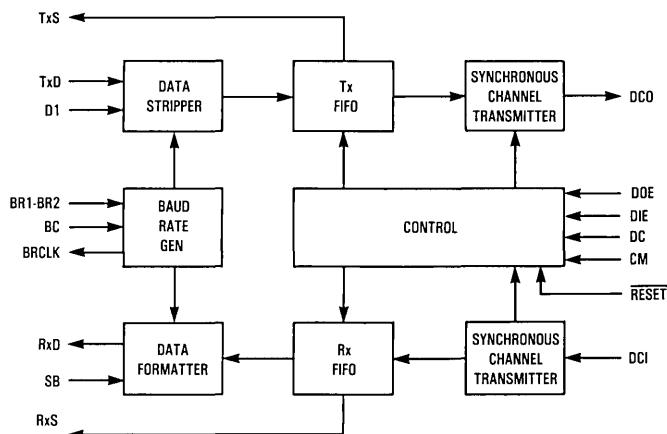 TxS
TxD
D1
DATA
STRIPPER
Tx
FIFO
SYNCHRONOUS
CHANNEL
TRANSMITTER
DCO
BR1-BR2
BC
BRCLK
BAUD
RATE
GEN
CONTROL
DOE
DIE
DC
CM
RESET
RxD
SB
DATA
FORMATTER
Rx
FIFO
SYNCHRONOUS
CHANNEL
TRANSMITTER
DCI
RxS